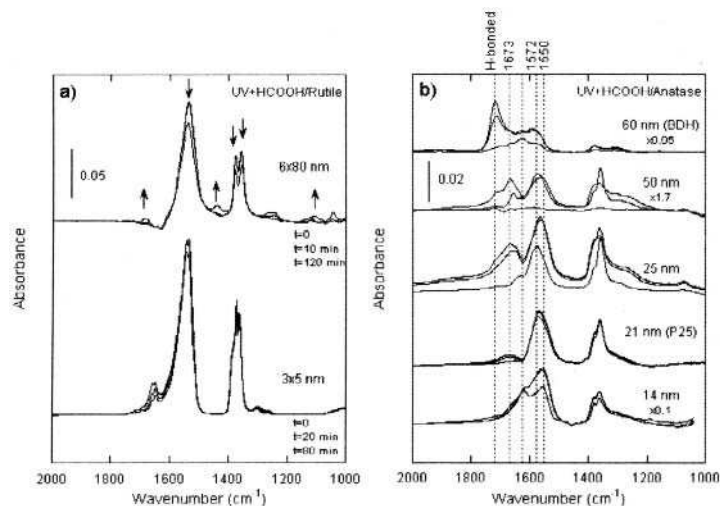 a)
UV+HCOOH/Rutile
0.05
6x80 nm
t=0
t=10 min
t=120 min
3x5 nm
t=0
t=20 min
t=80 min
Absorbance
2000 1800 1600 1400 1200 1000
Wavenumber (cm-1)
H-bonded
1673
1572
1550
b)
UV+HCOOH/Anatase
60 nm (BDH)
x0.05
0.02
50 nm
x1.7
25 nm
21 nm (P25)
14 nm
x0.1
Absorbance
2000 1800 1600 1400 1200 1000
Wavenumber (cm-1)